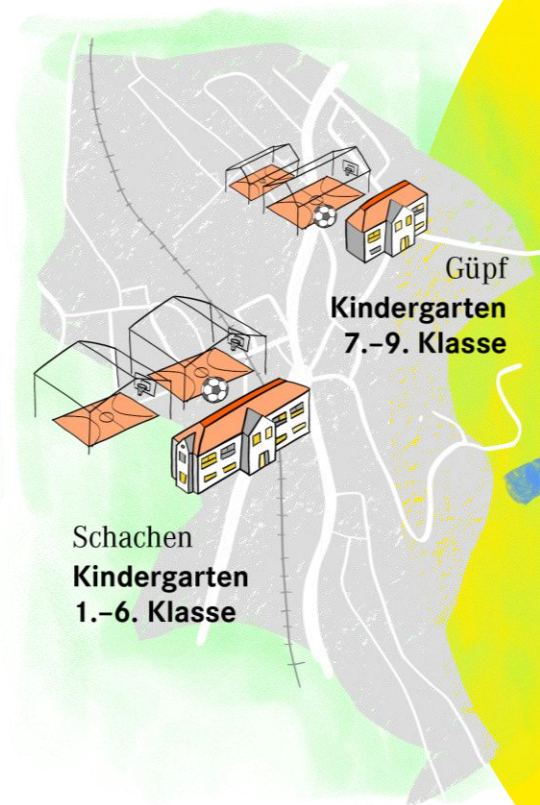 Güpf
Kindergarten
7.–9. Klasse
Schachen
Kindergarten
1.–6. Klasse